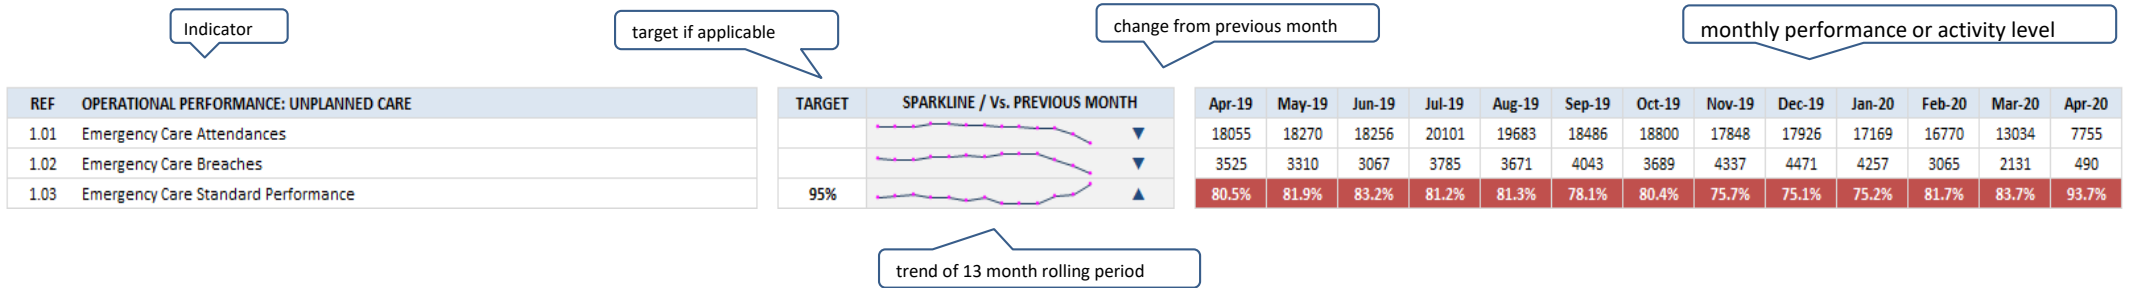 Indicator
target if applicable
change from previous month
monthly performance or activity level
REF OPERATIONAL PERFORMANCE: UNPLANNED CARE TARGET SPARKLINE / Vs. PREVIOUS MONTH Apr-19 May-19 Jun-19 Jul-19 Aug-19 Sep-19 Oct-19 Nov-19 Dec-19 Jan-20 Feb-20 Mar-20 Apr-20
1.01 Emergency Care Attendances ▼ 18055 18270 18256 20101 19683 18486 18800 17848 17926 17169 16770 13034 7755
1.02 Emergency Care Breaches ▼ 3525 3310 3067 3785 3671 4043 3689 4337 4471 4257 3065 2131 490
1.03 Emergency Care Standard Performance 95% ▲ 80.5% 81.9% 83.2% 81.2% 81.3% 78.1% 80.4% 75.7% 75.1% 75.2% 81.7% 83.7% 93.7%
trend of 13 month rolling period